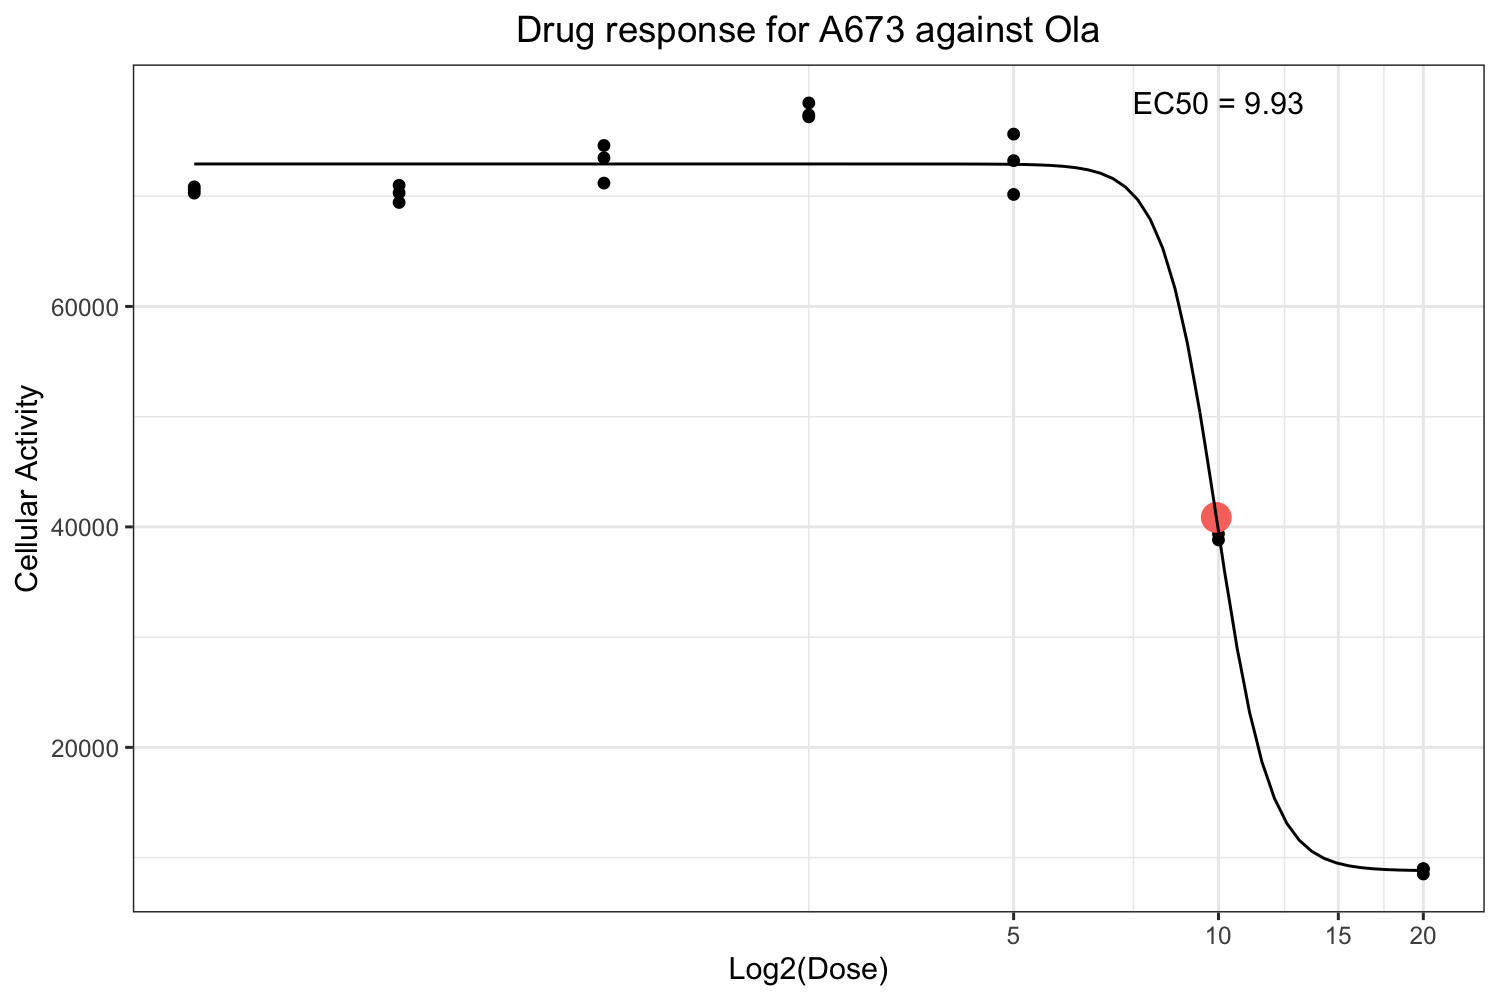 Drug response for A673 against Ola
EC50 = 9.93
Cellular Activity
60000
40000
20000
5 10 15 20
Log2(Dose)